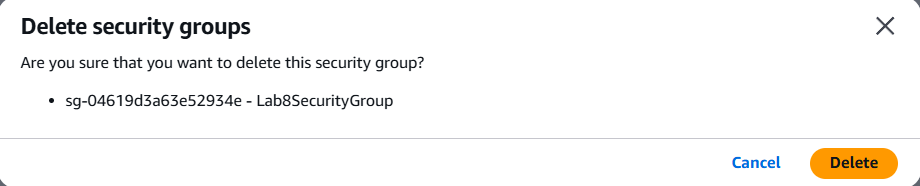 Delete security groups
Are you sure that you want to delete this security group?
• sg-04619d3a63e52934e - Lab8SecurityGroup
Cancel
Delete